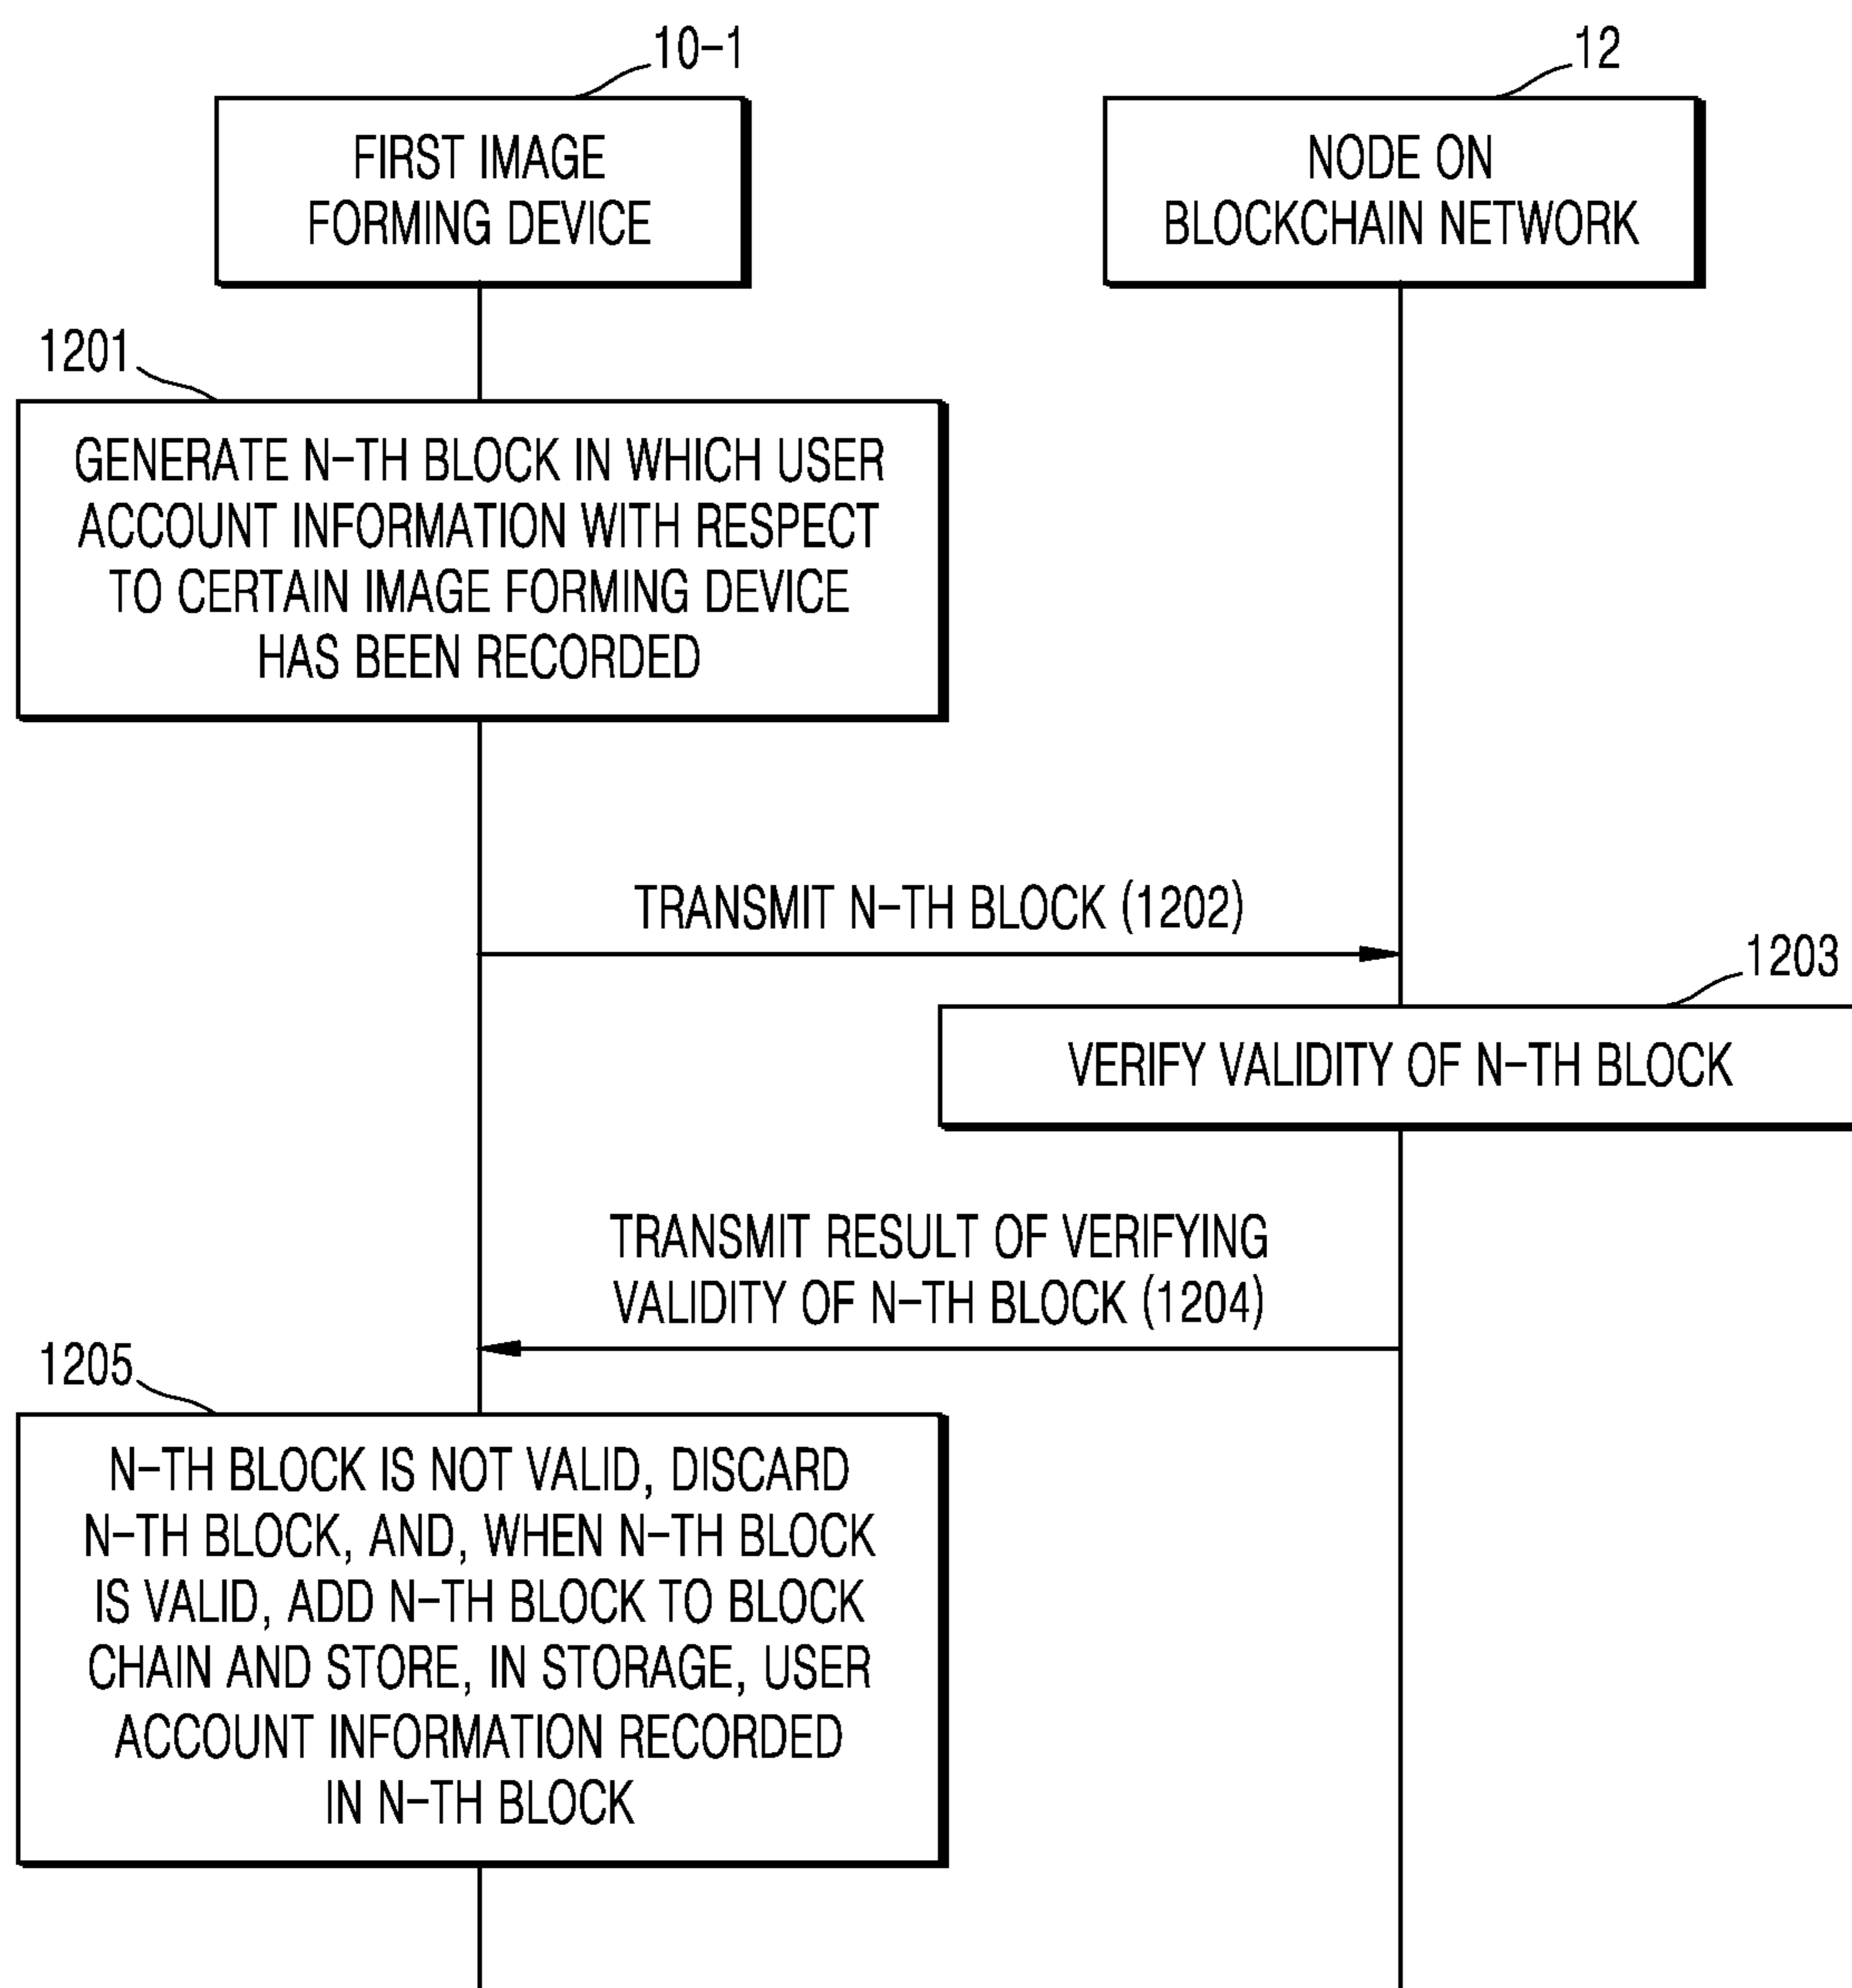 10-1
12
FIRST IMAGE
FORMING DEVICE
NODE ON
BLOCKCHAIN NETWORK
1201
GENERATE N-TH BLOCK IN WHICH USER
ACCOUNT INFORMATION WITH RESPECT
TO CERTAIN IMAGE FORMING DEVICE
HAS BEEN RECORDED
TRANSMIT N-TH BLOCK (1202)
1203
VERIFY VALIDITY OF N-TH BLOCK
TRANSMIT RESULT OF VERIFYING
VALIDITY OF N-TH BLOCK (1204)
1205
N-TH BLOCK IS NOT VALID, DISCARD
N-TH BLOCK, AND, WHEN N-TH BLOCK
IS VALID, ADD N-TH BLOCK TO BLOCK
CHAIN AND STORE, IN STORAGE, USER
ACCOUNT INFORMATION RECORDED
IN N-TH BLOCK